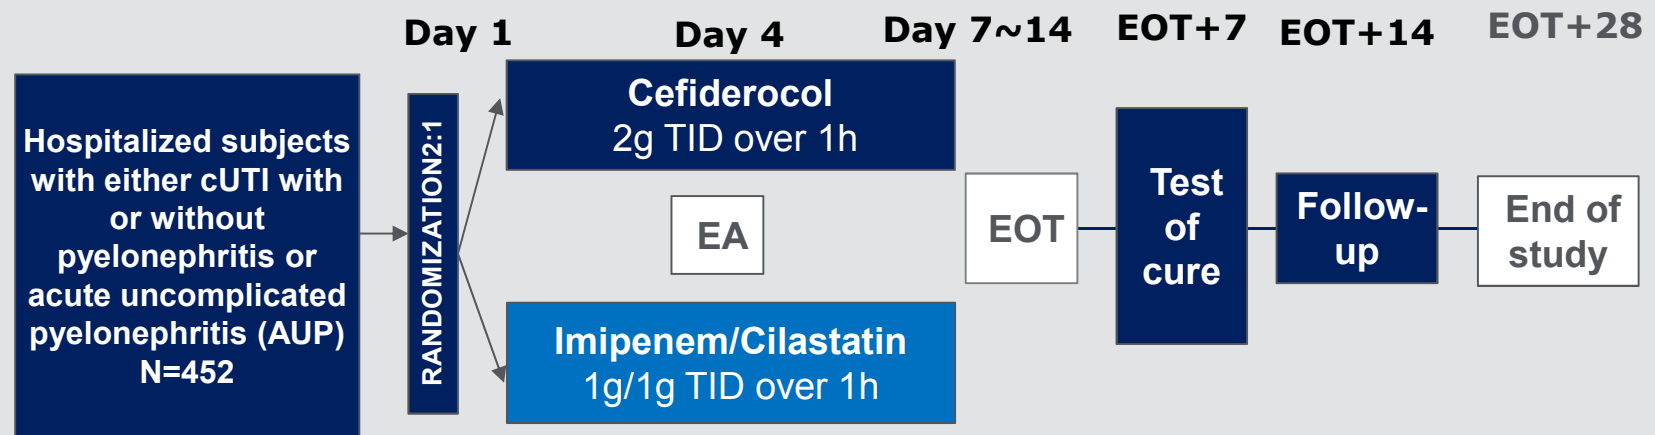 Day 1
Day 4
Day 7~14
EOT+7
EOT+14
EOT+28
Hospitalized subjects
with either cUTI with
or without
pyelonephritis or
acute uncomplicated
pyelonephritis (AUP)
N=452
RANDOMIZATION2:1
Cefiderocol
2g TID over 1h
EA
Imipenem/Cilastatin
1g/1g TID over 1h
EOT
Test
of
cure
Follow-
up
End of
study